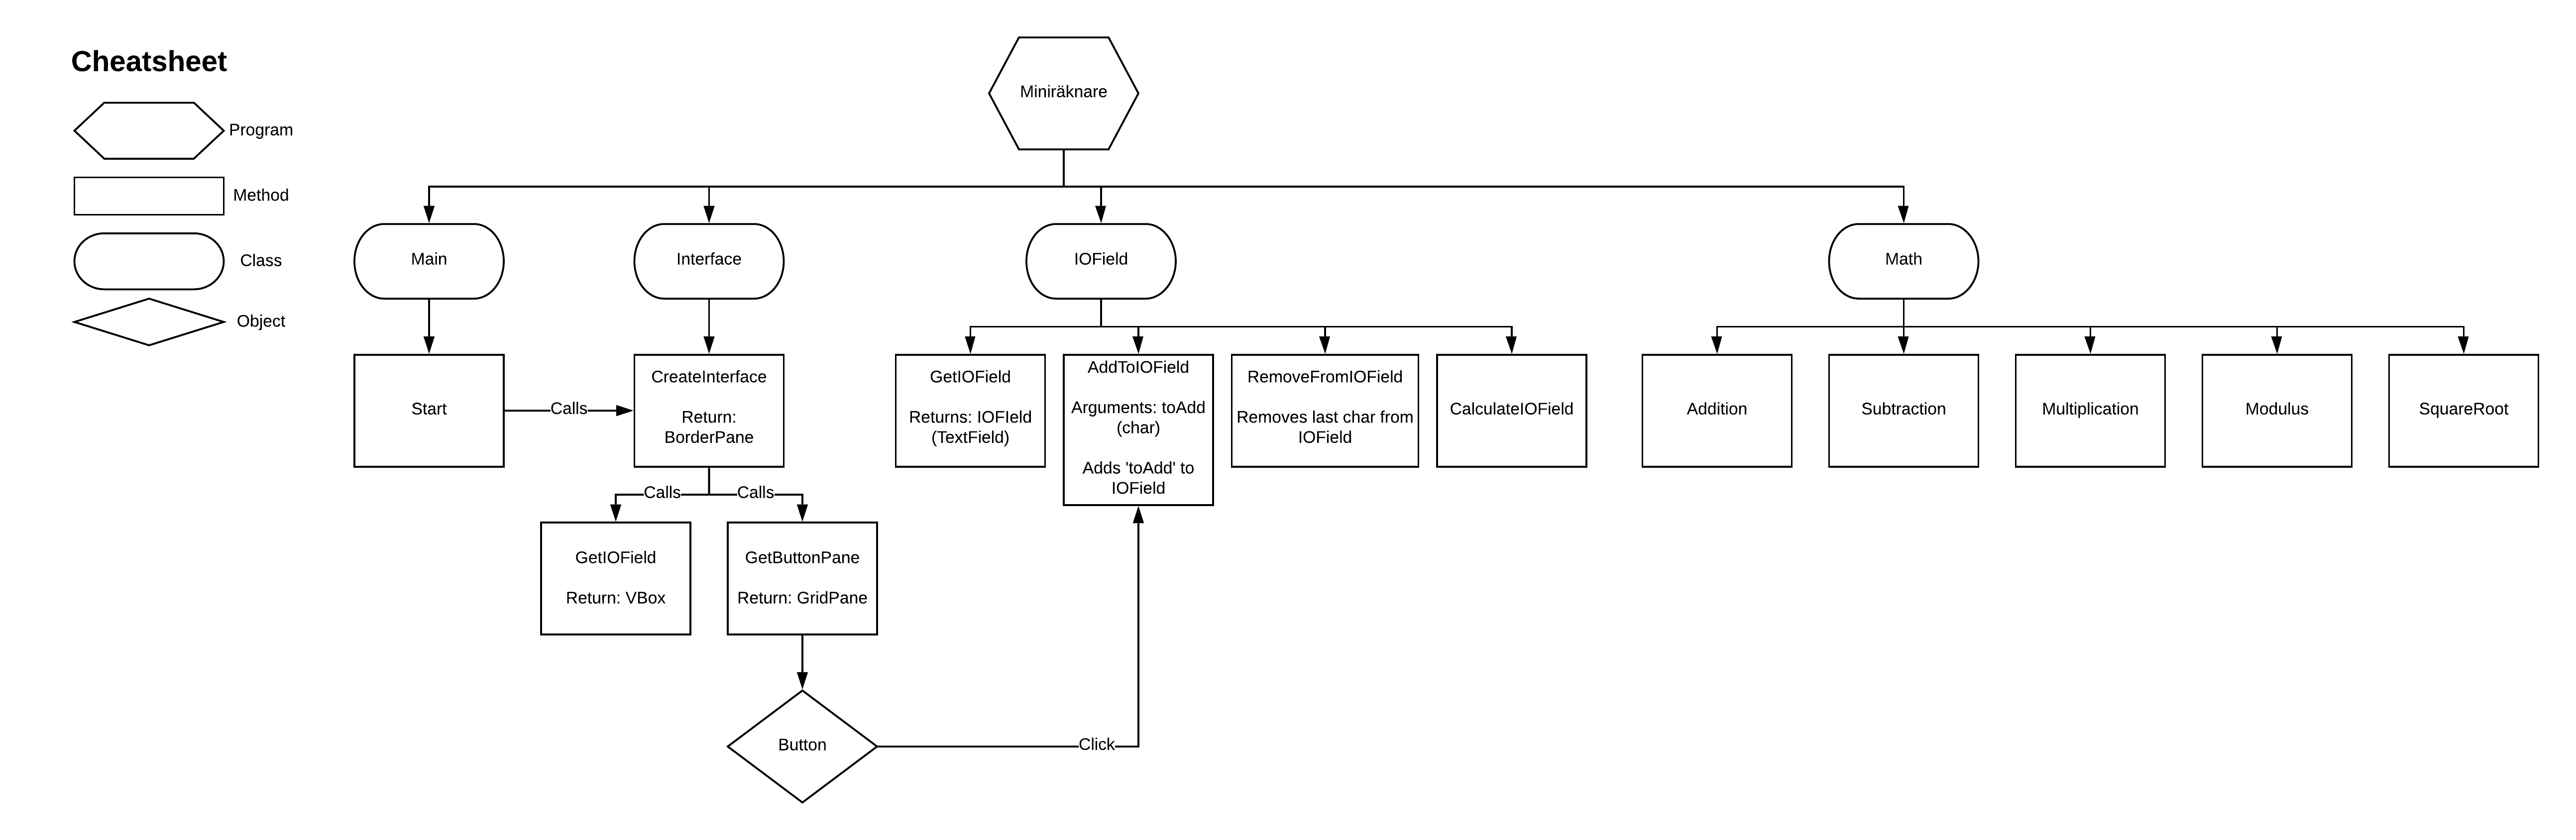 Cheatsheet
Program
Method
Class
Object
Miniräknare
Main
Interface
IOField
Math
Start
Calls
CreateInterface
Return:
BorderPane
GetIOField
Returns: IOFIeld
(TextField)
AddToIOField
Arguments: toAdd
(char)
Adds 'toAdd' to
IOField
RemoveFromIOField
Removes last char from
IOField
CalculateIOField
Addition
Subtraction
Multiplication
Modulus
SquareRoot
Calls
Calls
GetIOField
Return: VBox
GetButtonPane
Return: GridPane
Button
Click